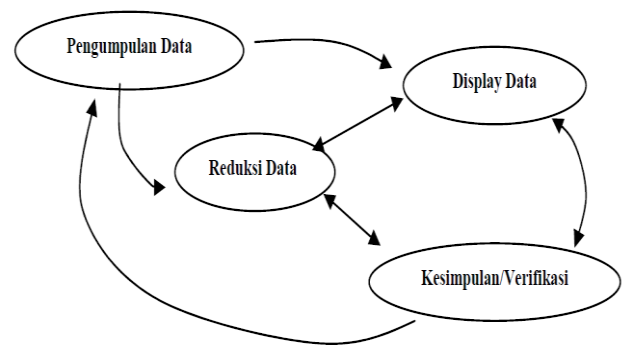 Pengumpulan Data
Display Data
Reduksi Data
Kesimpulan/Verifikasi